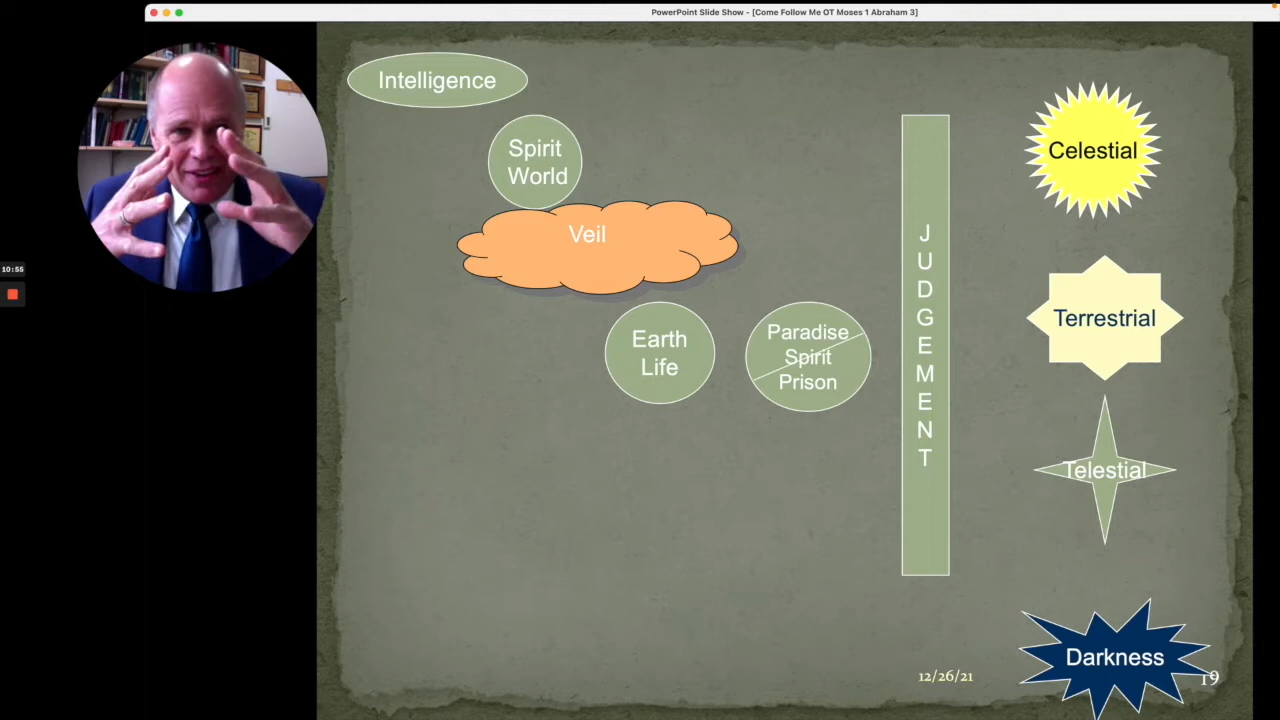 PowerPoint Slide Show - [Come Follow Me OT Moses 1 Abraham 3]
Intelligence
Spirit
World
Veil
Earth
Life
Paradise
Spirit
Prison
J
U
D
G
E
M
E
N
T
Celestial
Terrestrial
Telestial
Darkness
12/26/21
19
10:55